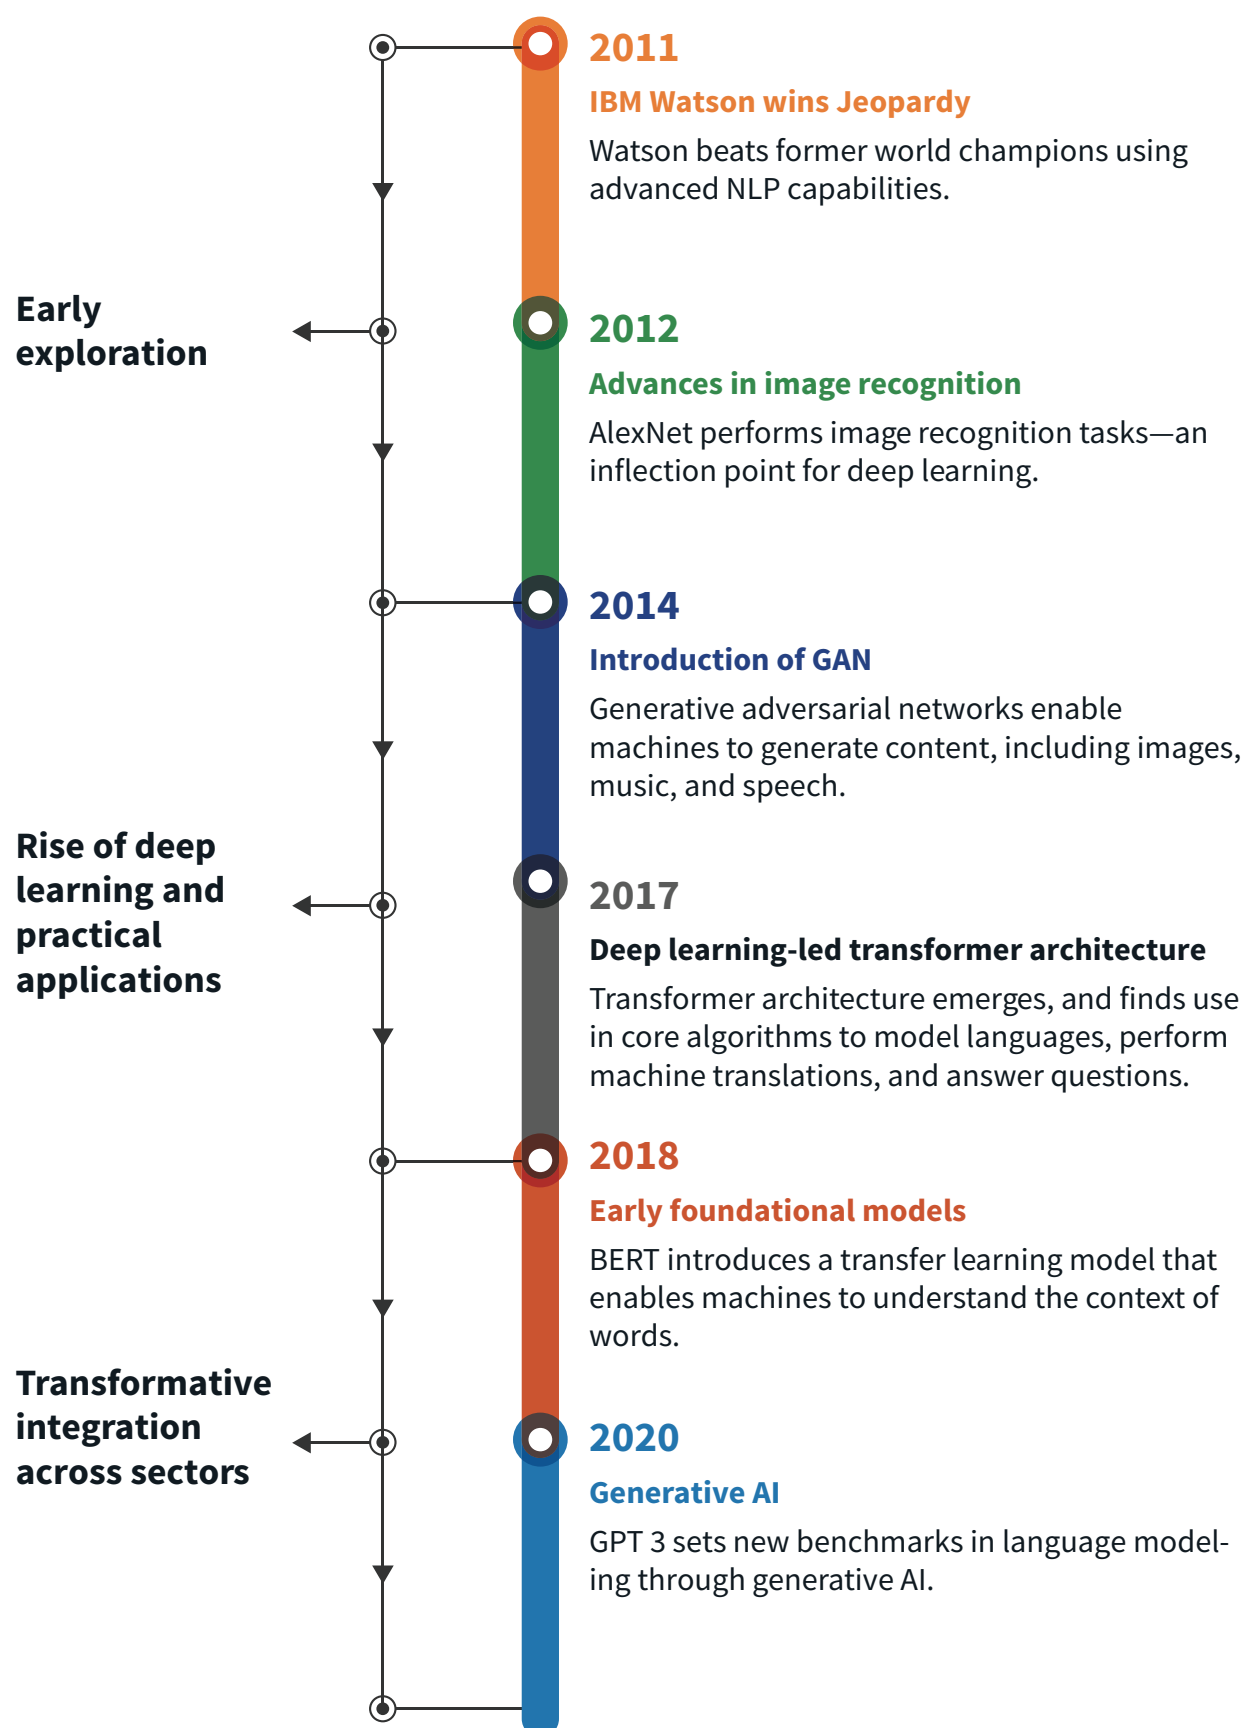 2011
IBM Watson wins Jeopardy
Watson beats former world champions using
advanced NLP capabilities.
Early
exploration
2012
Advances in image recognition
AlexNet performs image recognition tasks—an
inflection point for deep learning.
2014
Introduction of GAN
Generative adversarial networks enable
machines to generate content, including images,
music, and speech.
Rise of deep
learning and
practical
applications
2017
Deep learning-led transformer architecture
Transformer architecture emerges, and finds use
in core algorithms to model languages, perform
machine translations, and answer questions.
2018
Early foundational models
BERT introduces a transfer learning model that
enables machines to understand the context of
words.
Transformative
integration
across sectors
2020
Generative AI
GPT 3 sets new benchmarks in language model-
ing through generative AI.